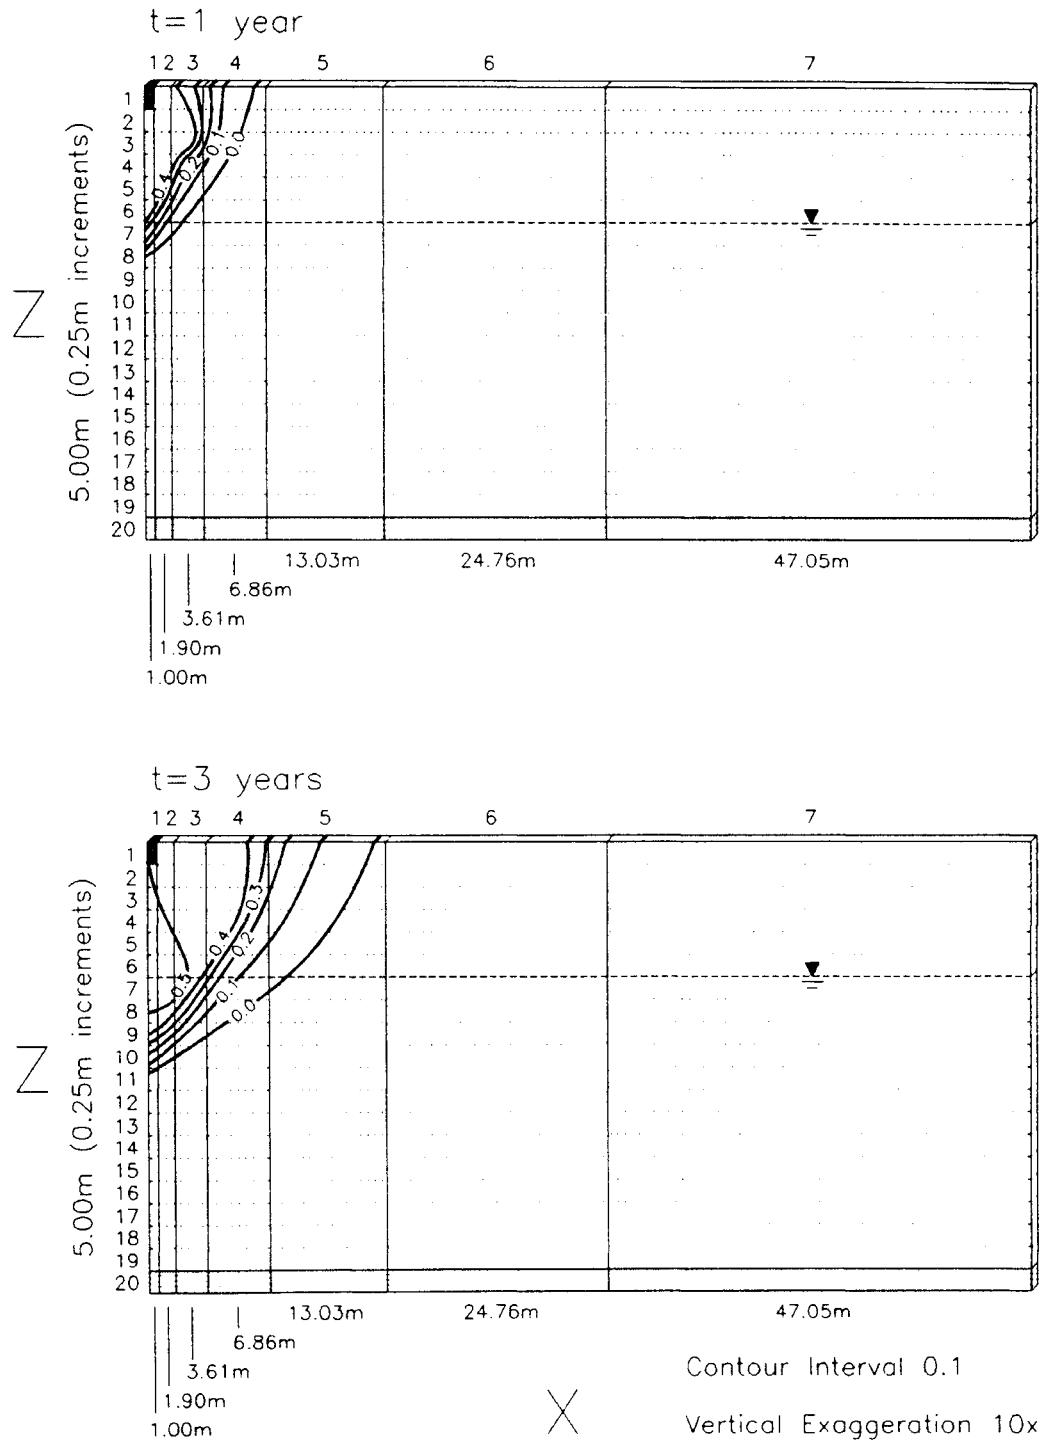 t=1 year
1 2 3 4 5 6 7
1
2
3
4
5
6
7
8
9
10
11
12
13
14
15
16
17
18
19
20
Z
5.00m (0.25m increments)
0.4
0.2
0.1
0.0
13.03m 24.76m 47.05m
6.86m
3.61m
1.90m
1.00m
t=3 years
1 2 3 4 5 6 7
1
2
3
4
5
6
7
8
9
10
11
12
13
14
15
16
17
18
19
20
Z
5.00m (0.25m increments)
0.3
0.4
0.2
0.5
0.1
0.0
13.03m 24.76m 47.05m
6.86m
3.61m
1.90m
1.00m
X
Contour Interval 0.1
Vertical Exaggeration 10x